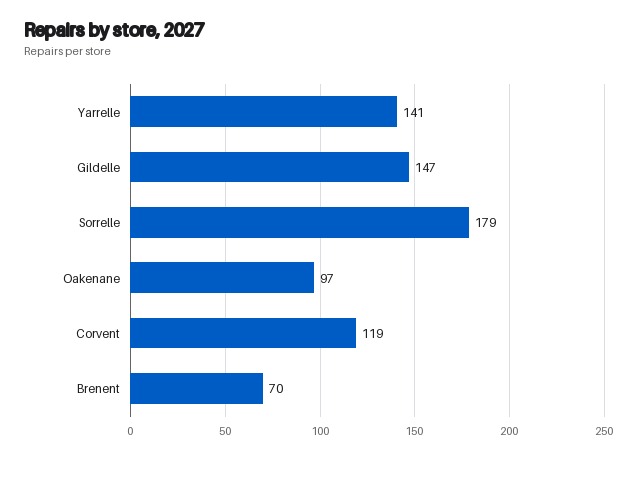 Repairs by store, 2027
Repairs per store
Yarrelle 141
Gildelle 147
Sorrelle 179
Oakenane 97
Corvent 119
Brenent 70
0 50 100 150 200 250